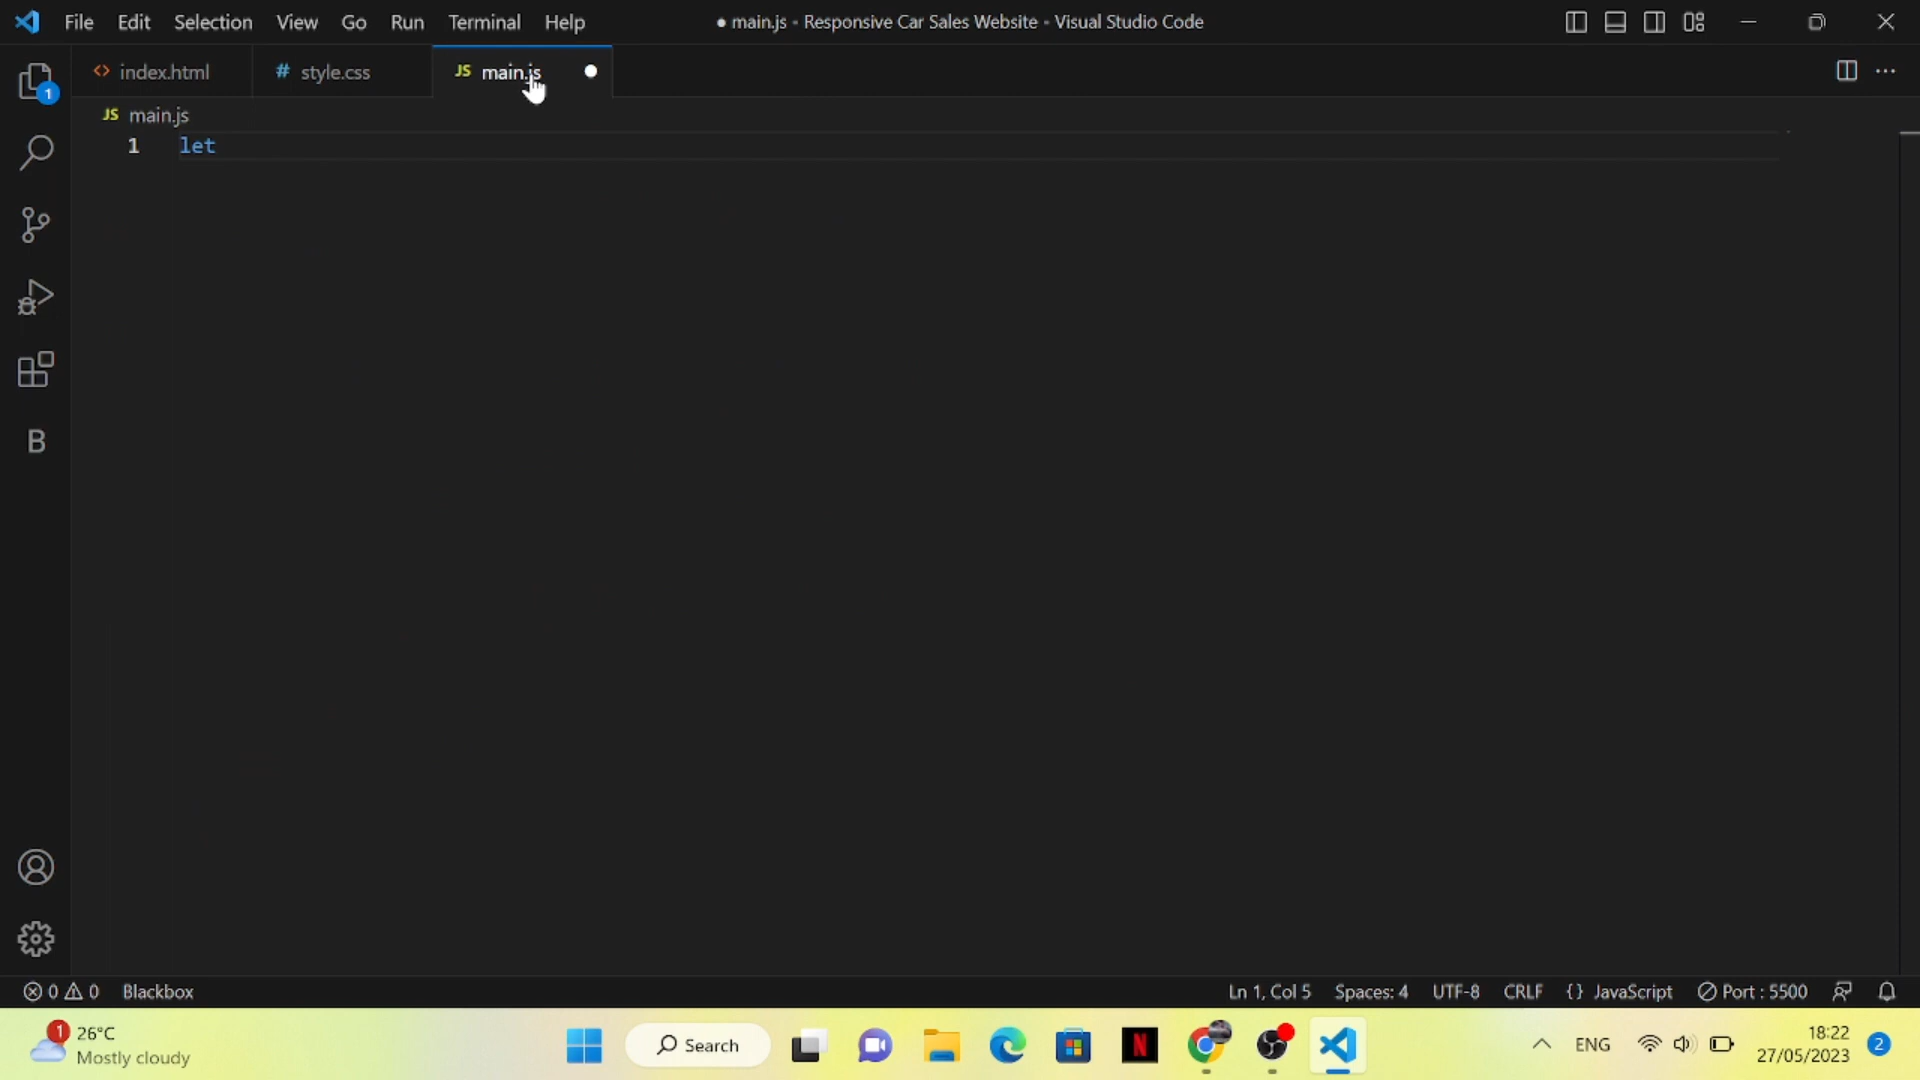 File Edit Selection View Go Run Terminal Help ● main.js - Responsive Car Sales Website - Visual Studio Code
<> index.html # style.css JS main.js ●
1
JS main.js
1 let
B
⊗ 0 ⚠ 0 Blackbox Ln 1, Col 5 Spaces: 4 UTF-8 CRLF {} JavaScript Port : 5500
1 26°C
Mostly cloudy
Search
N
ENG
18:22
27/05/2023
2